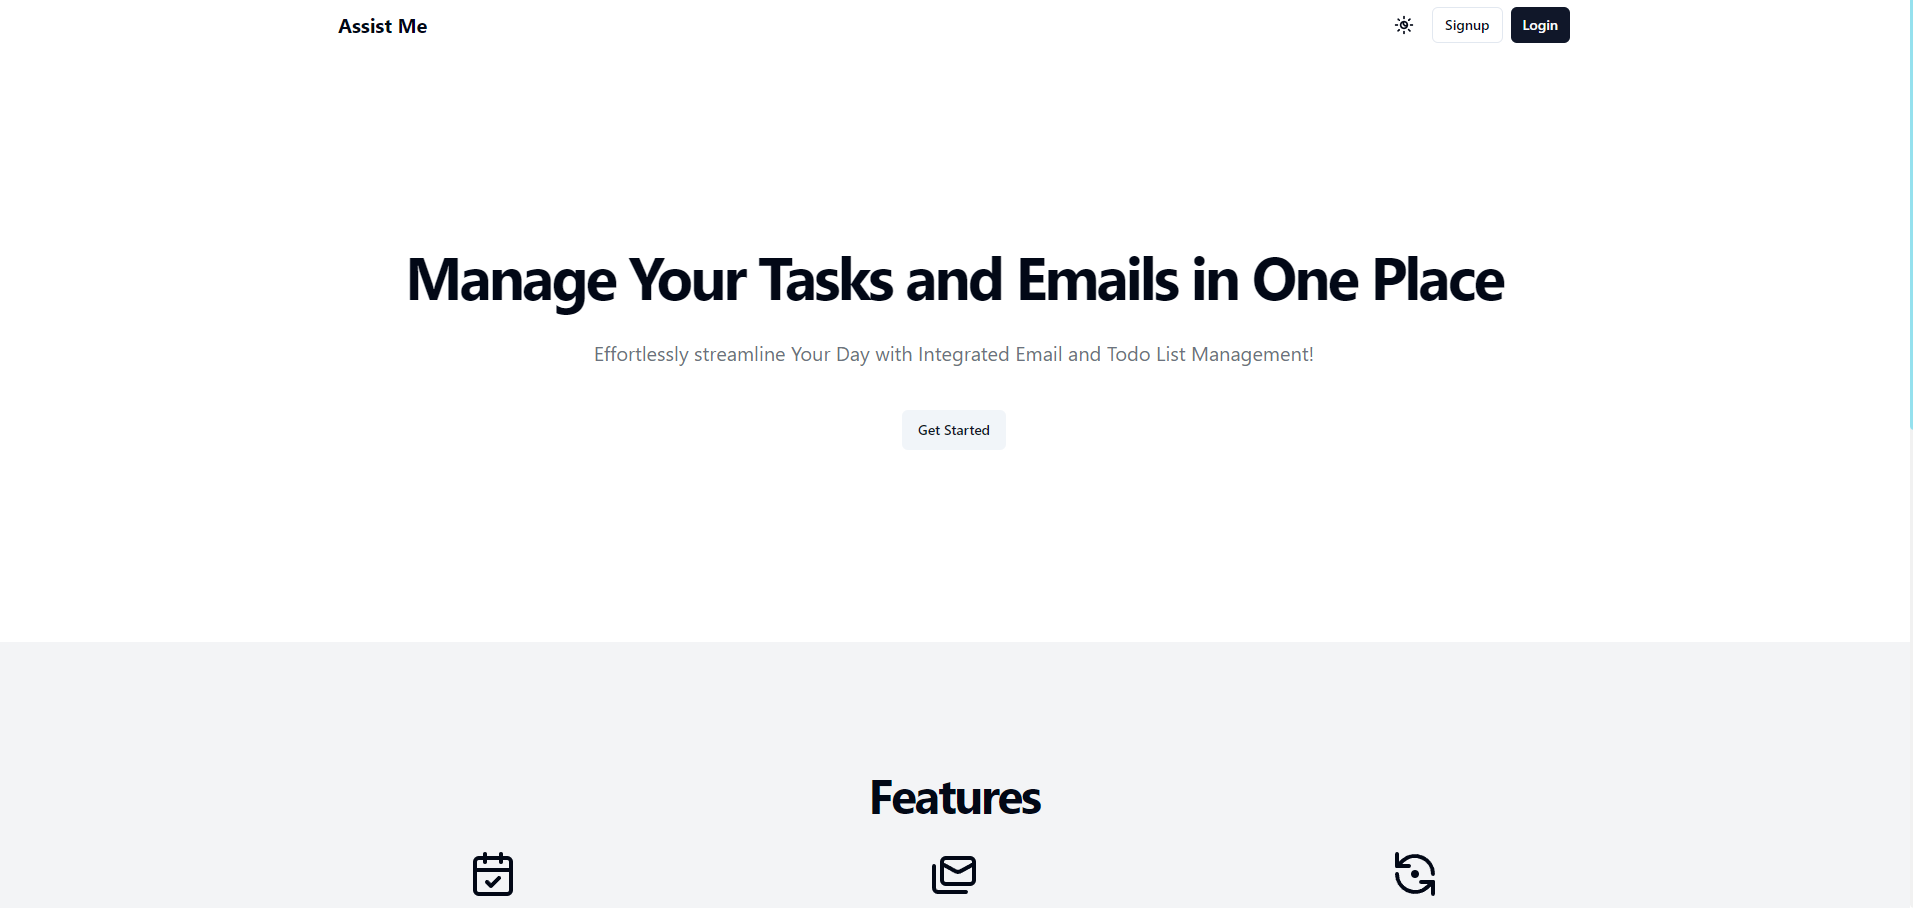 Assist Me
Signup
Login
Manage Your Tasks and Emails in One Place
Effortlessly streamline Your Day with Integrated Email and Todo List Management!
Get Started
Features